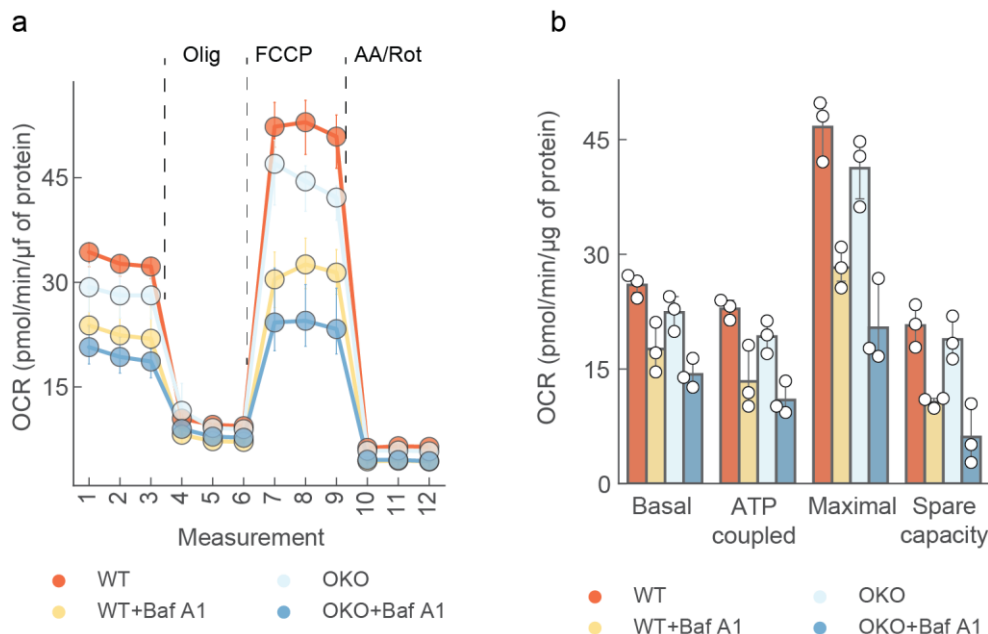 a
Olig
FCCP
AA/Rot
OCR (pmol/min/µf of protein)
45
30
15
1 2 3 4 5 6 7 8 9 10 11 12
Measurement
WT
OKO
WT+Baf A1
OKO+Baf A1
b
OCR (pmol/min/µg of protein)
45
30
15
0
Basal
ATP
coupled
Maximal
Spare
capacity
WT
OKO
WT+Baf A1
OKO+Baf A1